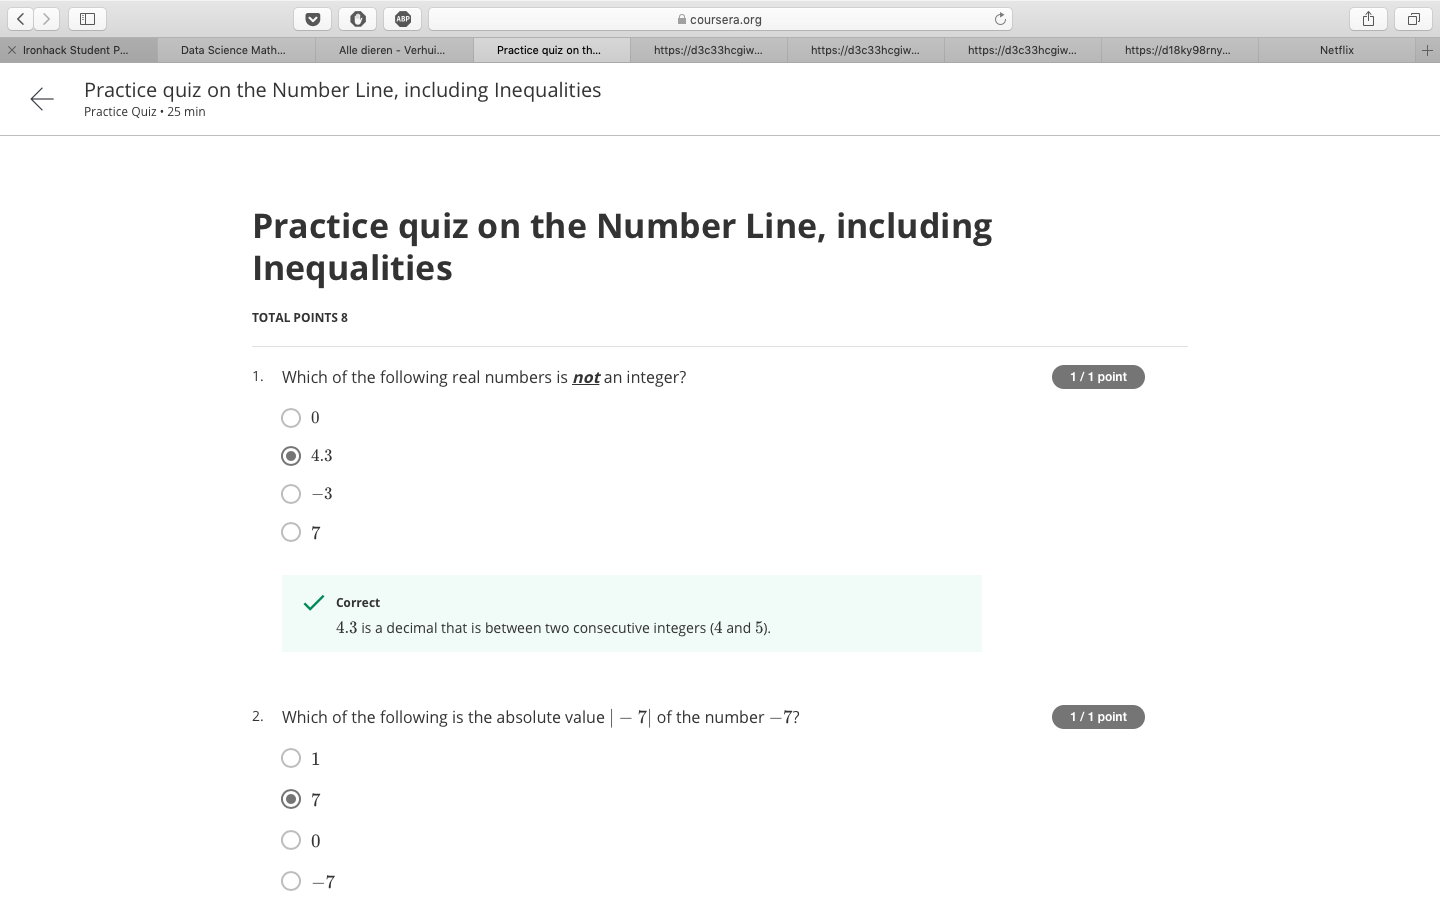 ABP
coursera.org
Ironhack Student P...
Data Science Math...
Alle dieren - Verhui...
Practice quiz on th...
https://d3c33hcgiw...
https://d3c33hcgiw...
https://d3c33hcgiw...
https://d18ky98rny...
Netflix
Practice quiz on the Number Line, including Inequalities
Practice Quiz • 25 min
Practice quiz on the Number Line, including
Inequalities
TOTAL POINTS 8
1. Which of the following real numbers is not an integer?
1 / 1 point
0
4.3
−3
7
Correct
4.3 is a decimal that is between two consecutive integers (4 and 5).
2. Which of the following is the absolute value | − 7| of the number −7?
1 / 1 point
1
7
0
−7